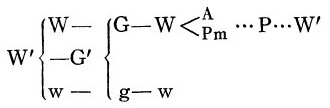 W — G — W < A
Pm ··· P ··· W′
W′ { — G′ {
w — g — w